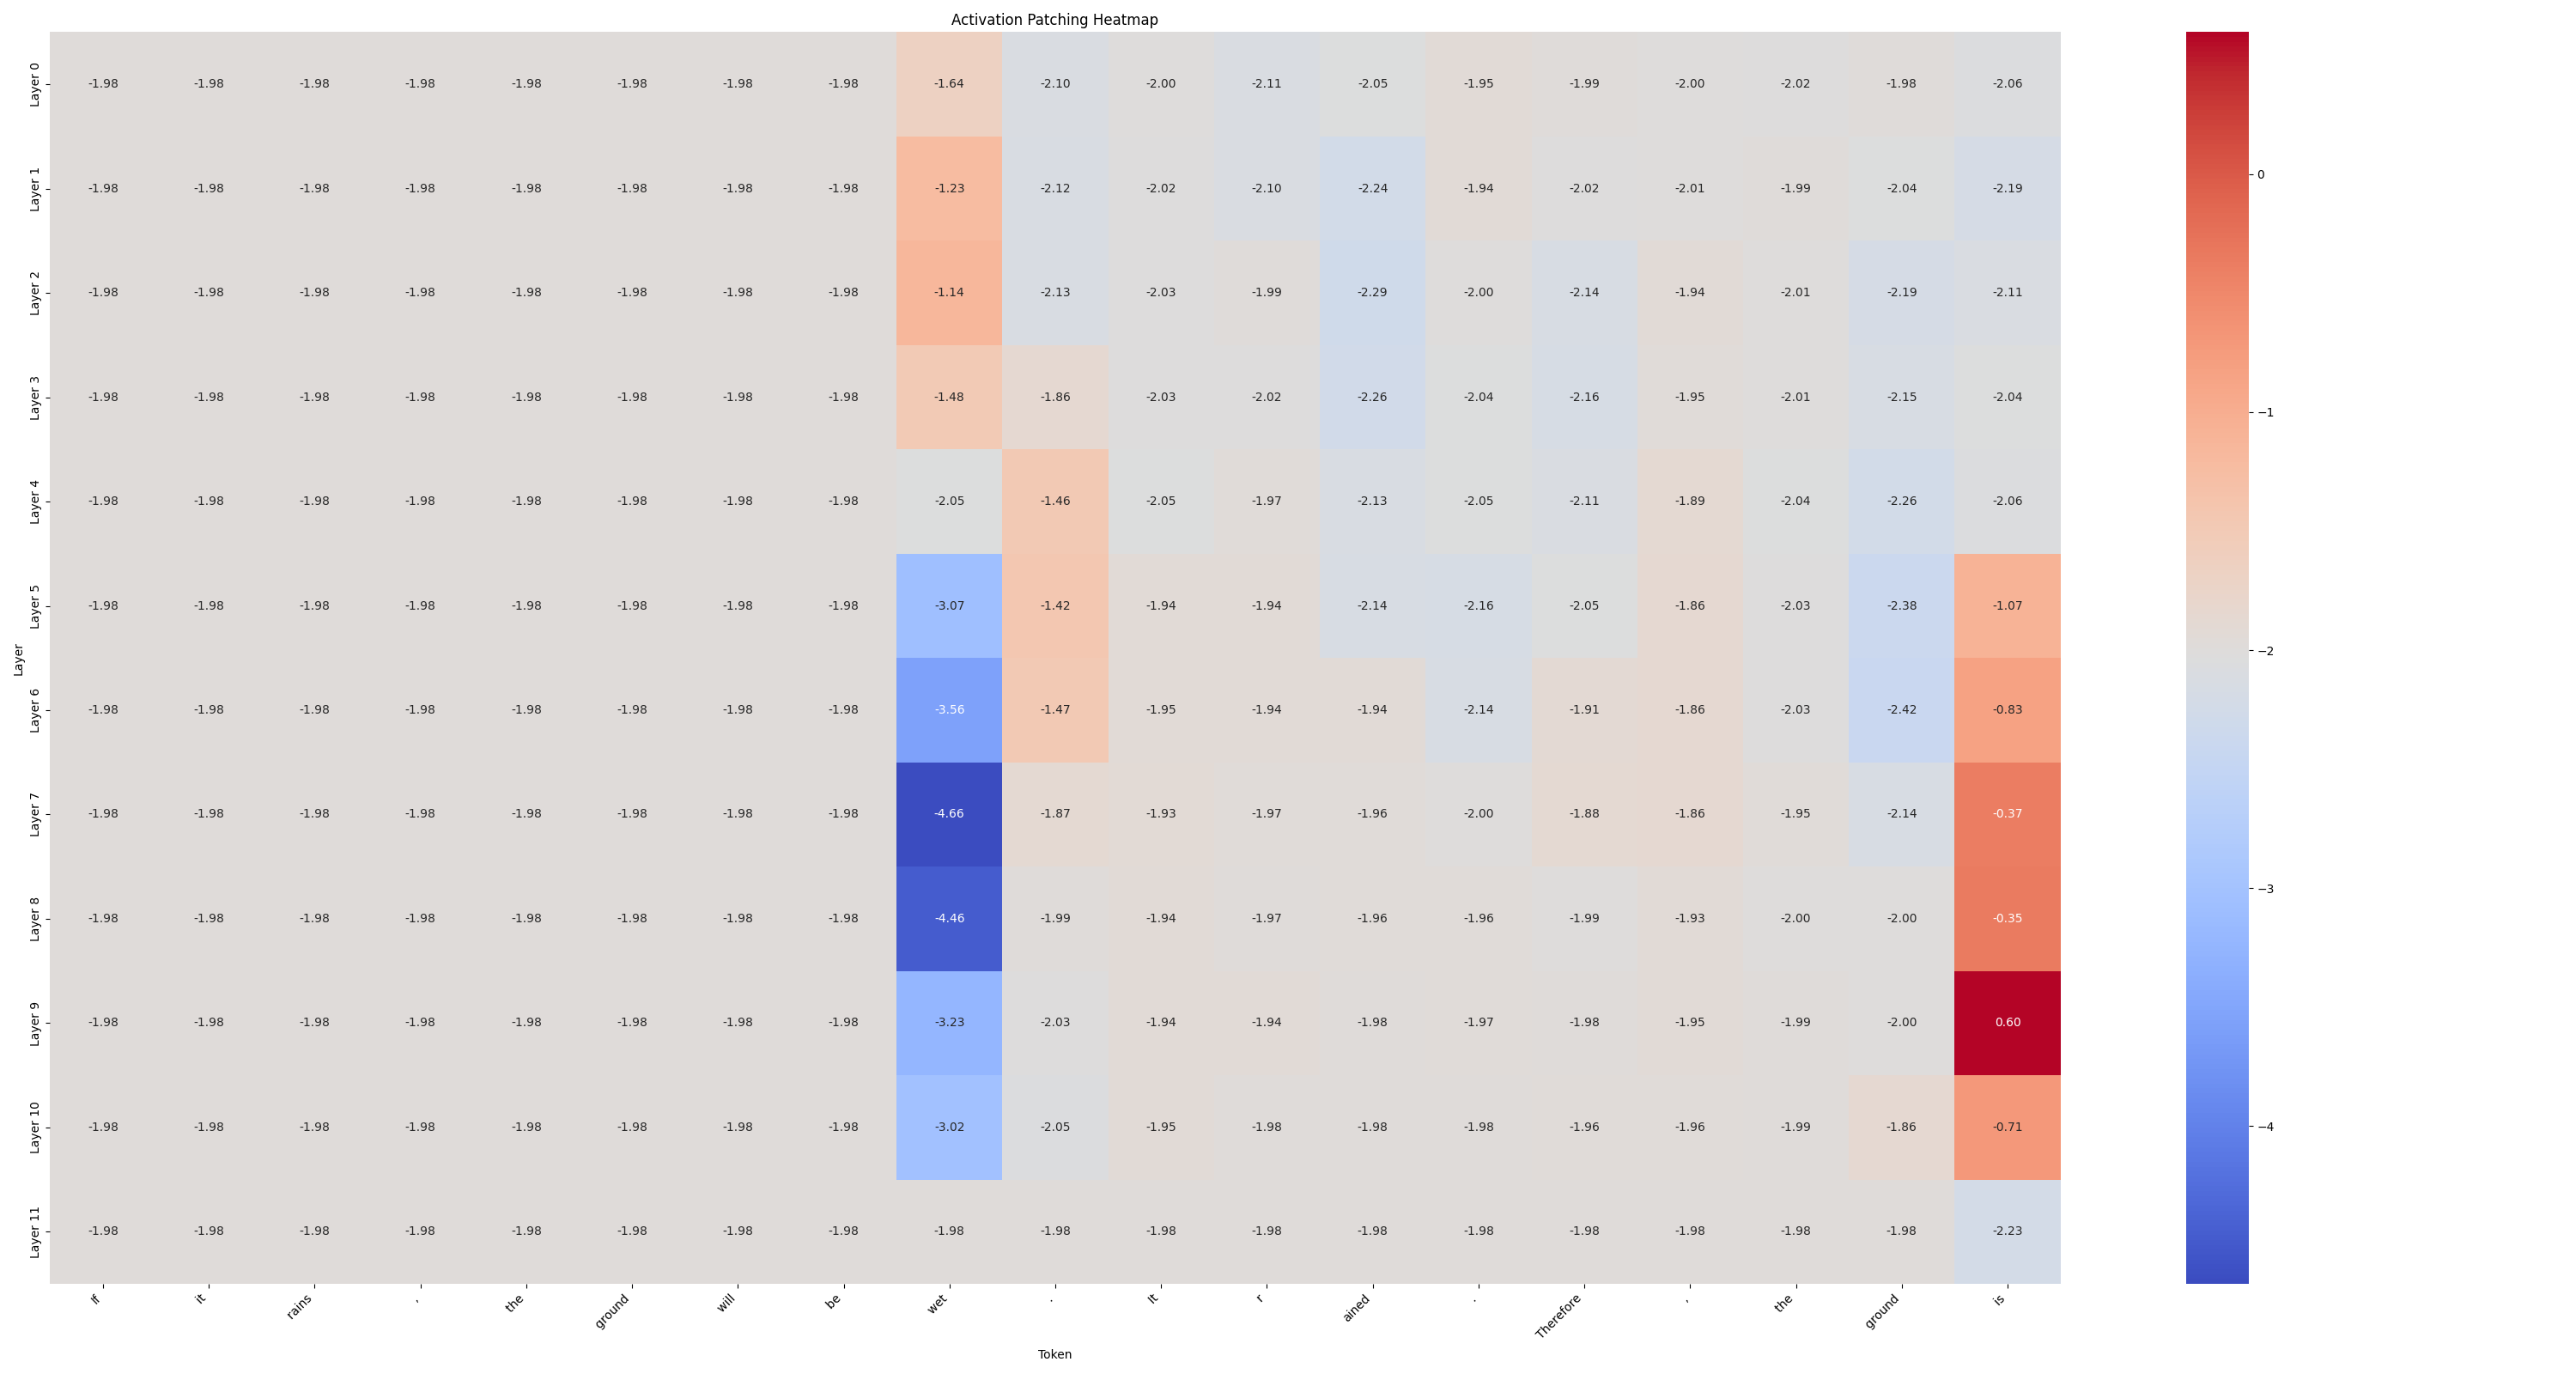 Activation Patching Heatmap
Layer 0 -1.98 -1.98 -1.98 -1.98 -1.98 -1.98 -1.98 -1.98 -1.64 -2.10 -2.00 -2.11 -2.05 -1.95 -1.99 -2.00 -2.02 -1.98 -2.06
Layer 1 -1.98 -1.98 -1.98 -1.98 -1.98 -1.98 -1.98 -1.98 -1.23 -2.12 -2.02 -2.10 -2.24 -1.94 -2.02 -2.01 -1.99 -2.04 -2.19
Layer 2 -1.98 -1.98 -1.98 -1.98 -1.98 -1.98 -1.98 -1.98 -1.14 -2.13 -2.03 -1.99 -2.29 -2.00 -2.14 -1.94 -2.01 -2.19 -2.11
Layer 3 -1.98 -1.98 -1.98 -1.98 -1.98 -1.98 -1.98 -1.98 -1.48 -1.86 -2.03 -2.02 -2.26 -2.04 -2.16 -1.95 -2.01 -2.15 -2.04
Layer 4 -1.98 -1.98 -1.98 -1.98 -1.98 -1.98 -1.98 -1.98 -2.05 -1.46 -2.05 -1.97 -2.13 -2.05 -2.11 -1.89 -2.04 -2.26 -2.06
Layer 5 -1.98 -1.98 -1.98 -1.98 -1.98 -1.98 -1.98 -1.98 -3.07 -1.42 -1.94 -1.94 -2.14 -2.16 -2.05 -1.86 -2.03 -2.38 -1.07
Layer 6 -1.98 -1.98 -1.98 -1.98 -1.98 -1.98 -1.98 -1.98 -3.56 -1.47 -1.95 -1.94 -1.94 -2.14 -1.91 -1.86 -2.03 -2.42 -0.83
Layer 7 -1.98 -1.98 -1.98 -1.98 -1.98 -1.98 -1.98 -1.98 -4.66 -1.87 -1.93 -1.97 -1.96 -2.00 -1.88 -1.86 -1.95 -2.14 -0.37
Layer 8 -1.98 -1.98 -1.98 -1.98 -1.98 -1.98 -1.98 -1.98 -4.46 -1.99 -1.94 -1.97 -1.96 -1.96 -1.99 -1.93 -2.00 -2.00 -0.35
Layer 9 -1.98 -1.98 -1.98 -1.98 -1.98 -1.98 -1.98 -1.98 -3.23 -2.03 -1.94 -1.94 -1.98 -1.97 -1.98 -1.95 -1.99 -2.00 0.60
Layer 10 -1.98 -1.98 -1.98 -1.98 -1.98 -1.98 -1.98 -1.98 -3.02 -2.05 -1.95 -1.98 -1.98 -1.98 -1.96 -1.96 -1.99 -1.86 -0.71
Layer 11 -1.98 -1.98 -1.98 -1.98 -1.98 -1.98 -1.98 -1.98 -1.98 -1.98 -1.98 -1.98 -1.98 -1.98 -1.98 -1.98 -1.98 -1.98 -2.23
Layer
If it rains , the ground will be wet . It r ained . Therefore , the ground is
Token
0
−1
−2
−3
−4